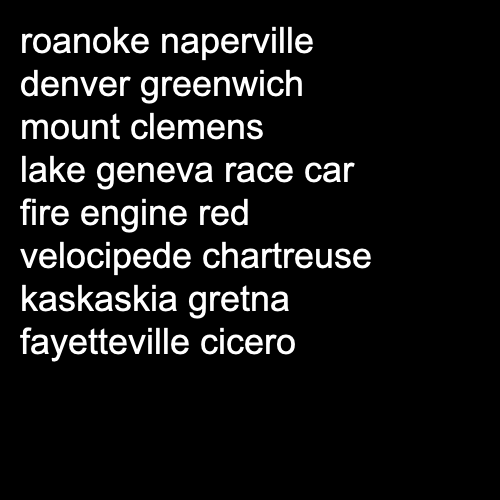 roanoke naperville
denver greenwich
mount clemens
lake geneva race car
fire engine red
velocipede chartreuse
kaskaskia gretna
fayetteville cicero